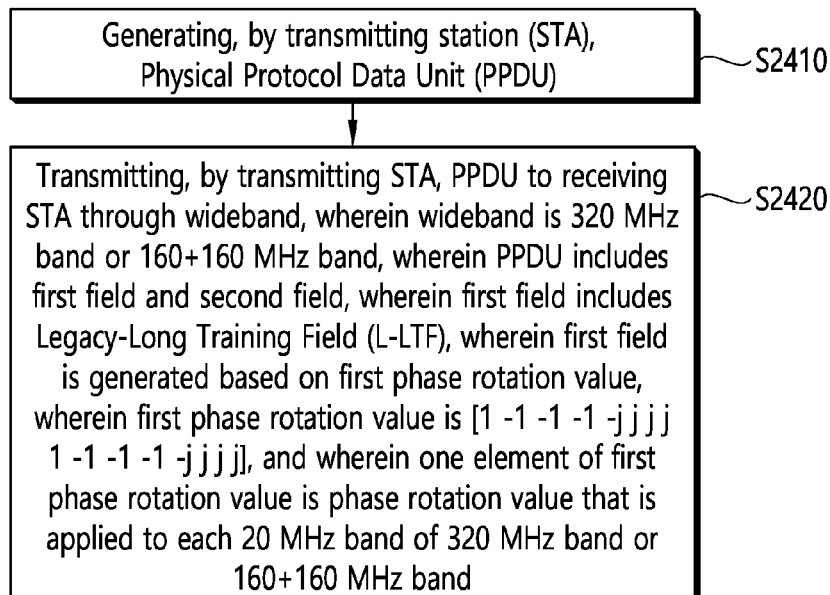 Generating, by transmitting station (STA),
Physical Protocol Data Unit (PPDU)
S2410
Transmitting, by transmitting STA, PPDU to receiving
STA through wideband, wherein wideband is 320 MHz
band or 160+160 MHz band, wherein PPDU includes
first field and second field, wherein first field includes
Legacy-Long Training Field (L-LTF), wherein first field
is generated based on first phase rotation value,
wherein first phase rotation value is [1 -1 -1 -1 -j j j j
1 -1 -1 -1 -j j j j], and wherein one element of first
phase rotation value is phase rotation value that is
applied to each 20 MHz band of 320 MHz band or
160+160 MHz band
S2420